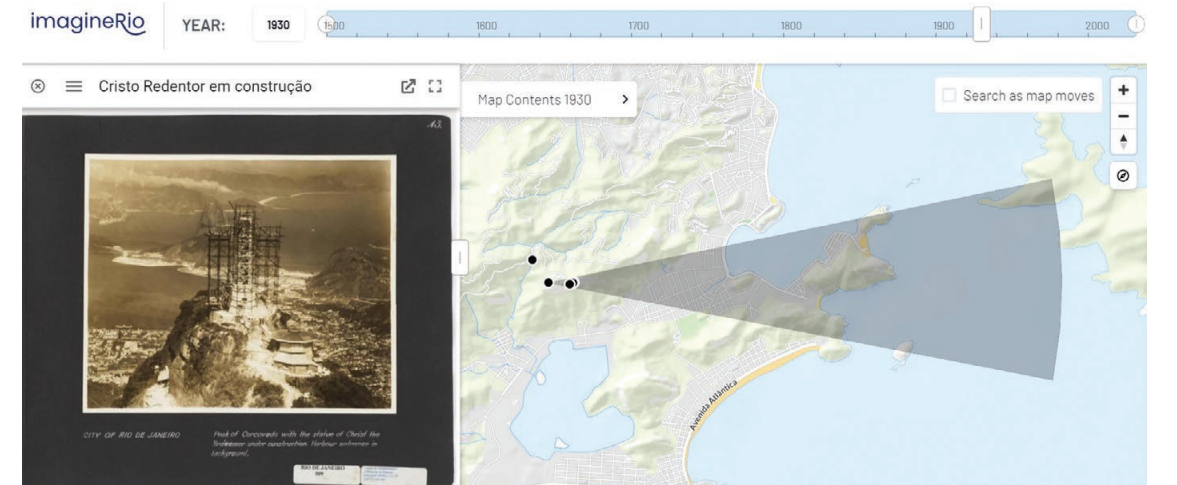 imagineRio
YEAR:
1930
1500 1600 1700 1800 1900 2000
Cristo Redentor em construção
Map Contents 1930
Search as map moves
Avenida Atlântica
CITY OF RIO DE JANEIRO
Peak of Corcovado with the statue of Christ the
Redeemer under construction. Harbour entrance in
background.
RIO DE JANEIRO